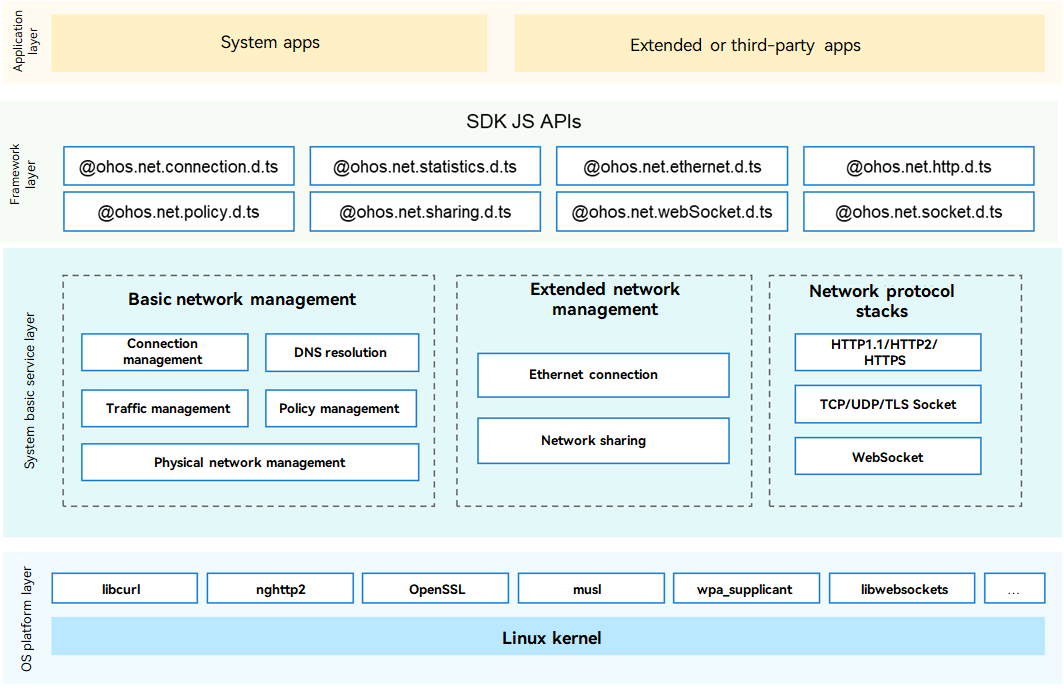 Application
layer
System apps
Extended or third-party apps
SDK JS APIs
Framework
layer
@ohos.net.connection.d.ts
@ohos.net.statistics.d.ts
@ohos.net.ethernet.d.ts
@ohos.net.http.d.ts
@ohos.net.policy.d.ts
@ohos.net.sharing.d.ts
@ohos.net.webSocket.d.ts
@ohos.net.socket.d.ts
System basic service layer
Basic network management
Connection
management
DNS resolution
Traffic management
Policy management
Physical network management
Extended network
management
Ethernet connection
Network sharing
Network protocol
stacks
HTTP1.1/HTTP2/
HTTPS
TCP/UDP/TLS Socket
WebSocket
OS platform layer
libcurl
nghttp2
OpenSSL
musl
wpa_supplicant
libwebsockets
...
Linux kernel